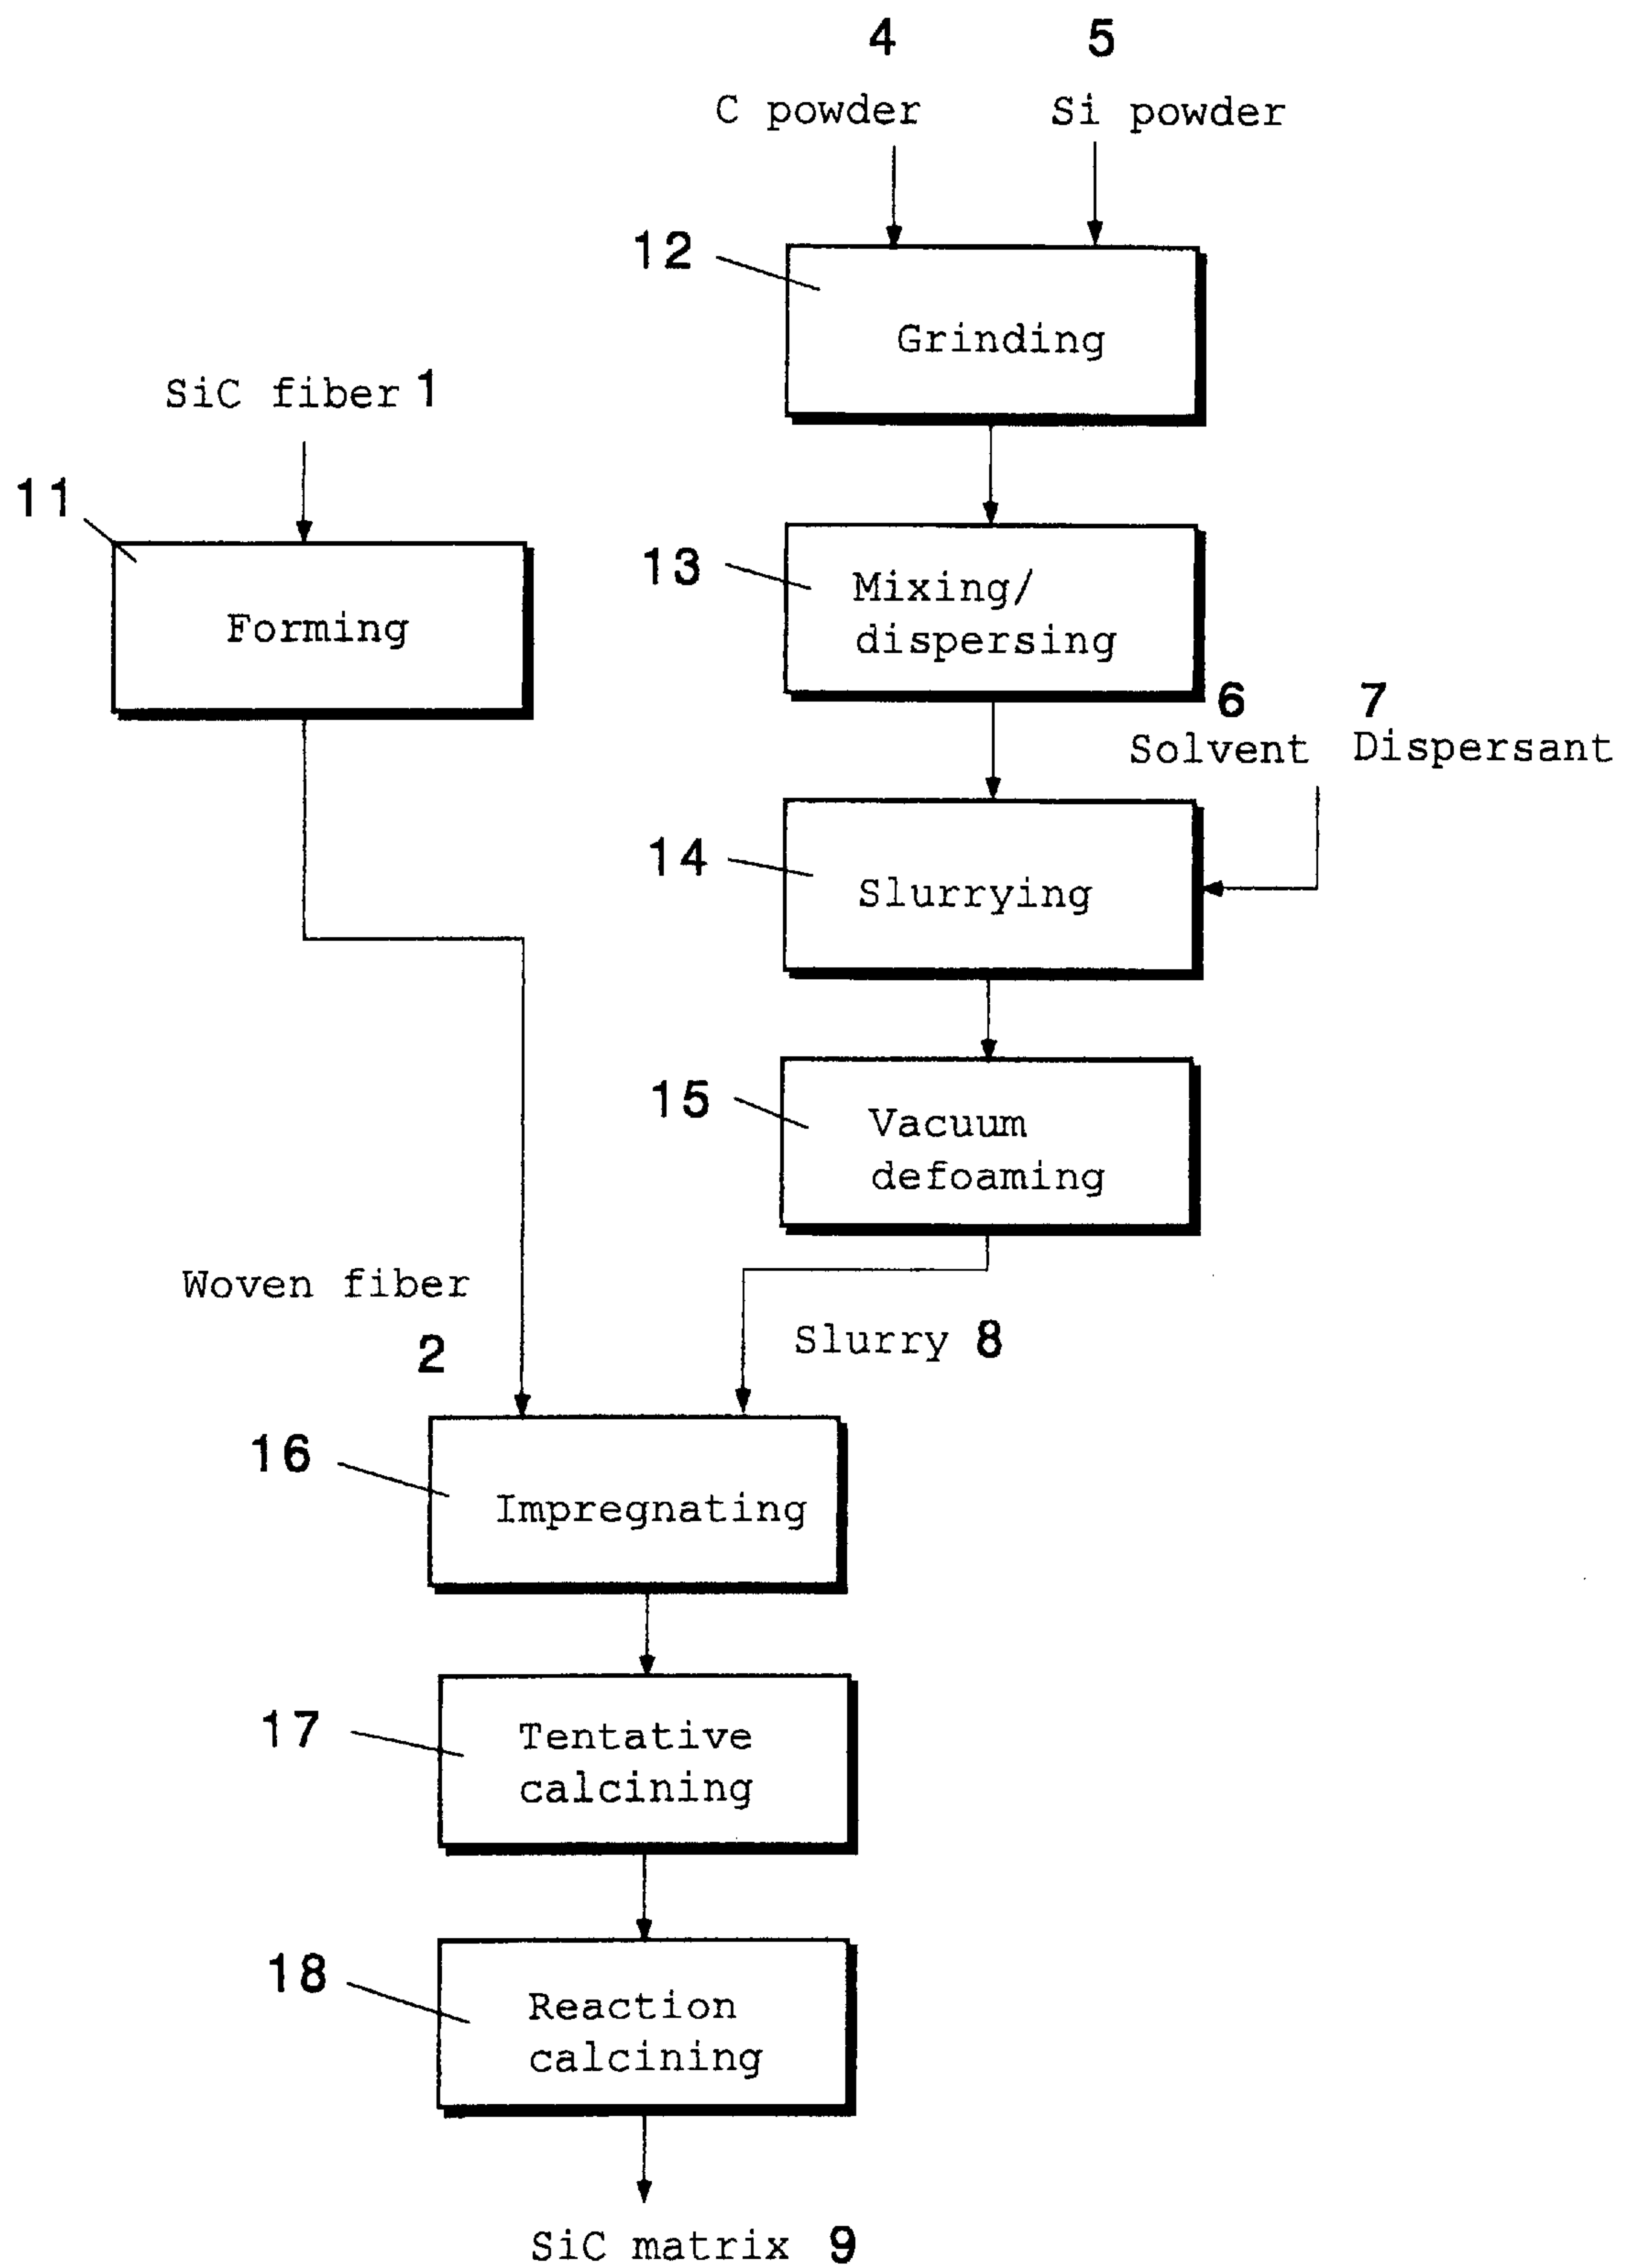 4 5
C powder Si powder
12
Grinding
SiC fiber 1
11
Forming
13
Mixing/
dispersing
6 7
Solvent Dispersant
14
Slurrying
15
Vacuum
defoaming
Woven fiber
2
Slurry 8
16
Impregnating
17
Tentative
calcining
18
Reaction
calcining
SiC matrix 9